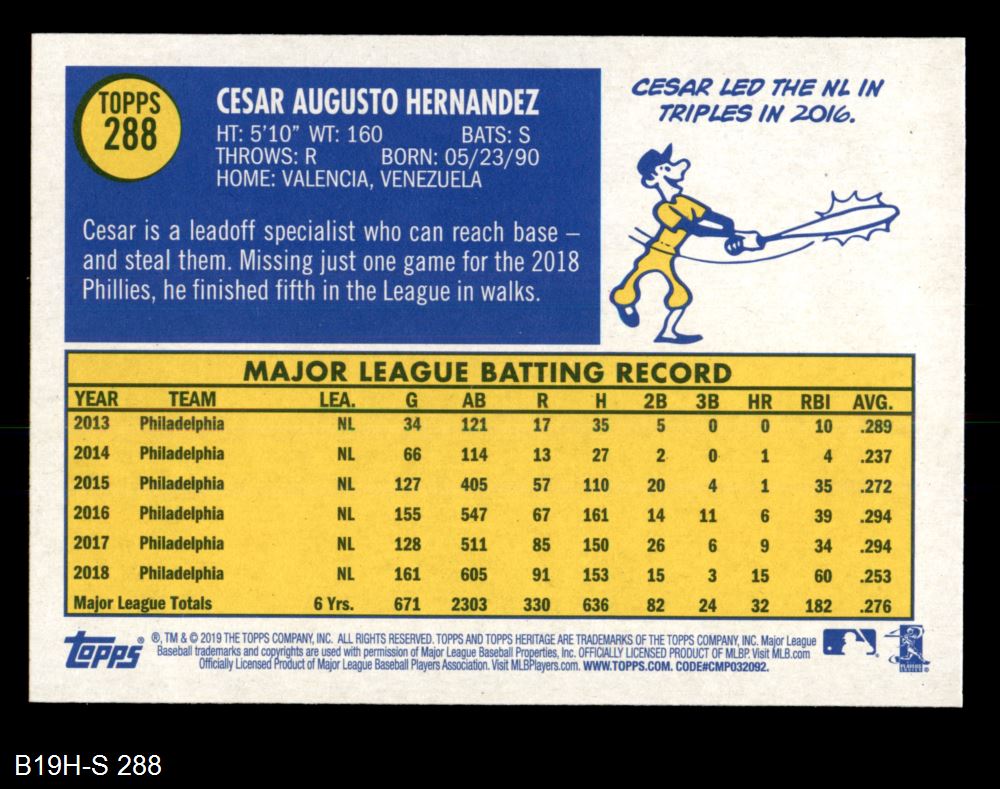 TOPPS
288
CESAR AUGUSTO HERNANDEZ
HT: 5'10" WT: 160 BATS: S
THROWS: R BORN: 05/23/90
HOME: VALENCIA, VENEZUELA
Cesar is a leadoff specialist who can reach base –
and steal them. Missing just one game for the 2018
Phillies, he finished fifth in the League in walks.
CESAR LED THE NL IN
TRIPLES IN 2016.
MAJOR LEAGUE BATTING RECORD
YEAR TEAM LEA. G AB R H 2B 3B HR RBI AVG.
2013 Philadelphia NL 34 121 17 35 5 0 0 10 .289
2014 Philadelphia NL 66 114 13 27 2 0 1 4 .237
2015 Philadelphia NL 127 405 57 110 20 4 1 35 .272
2016 Philadelphia NL 155 547 67 161 14 11 6 39 .294
2017 Philadelphia NL 128 511 85 150 26 6 9 34 .294
2018 Philadelphia NL 161 605 91 153 15 3 15 60 .253
Major League Totals 6 Yrs. 671 2303 330 636 82 24 32 182 .276
TOPPS ® ®, TM & © 2019 THE TOPPS COMPANY, INC. ALL RIGHTS RESERVED. TOPPS AND TOPPS HERITAGE ARE TRADEMARKS OF THE TOPPS COMPANY, INC. Major League
Baseball trademarks and copyrights are used with permission of Major League Baseball Properties, Inc. OFFICIALLY LICENSED PRODUCT OF MLBP. Visit MLB.com
Officially Licensed Product of Major League Baseball Players Association. Visit MLBPlayers.com. WWW.TOPPS.COM. CODE#CMP032092.
B19H-S 288